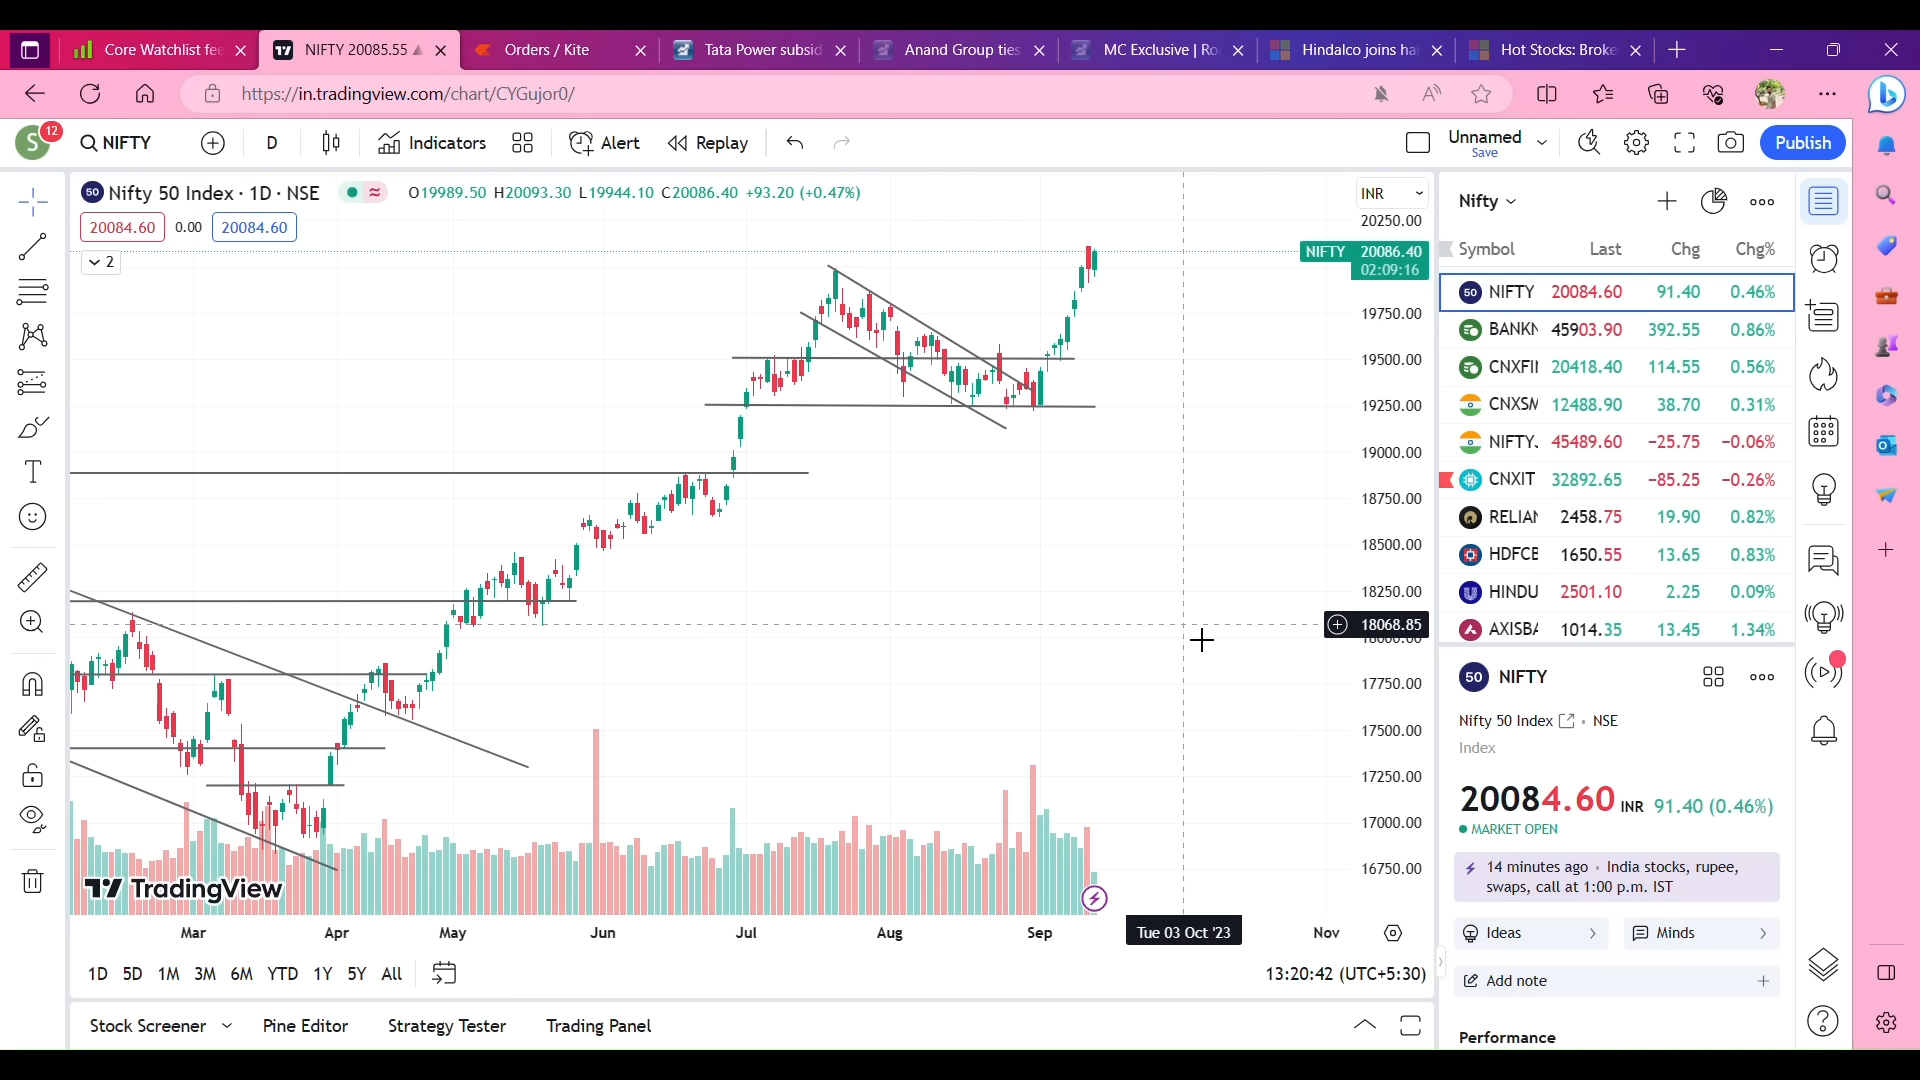 Core Watchlist fe
NIFTY 20085.55
Orders / Kite
Tata Power subsid
Anand Group ties
MC Exclusive | Ro
Hindalco joins ha
Hot Stocks: Broke
https://in.tradingview.com/chart/CYGujor0/
S
12
NIFTY
D
Indicators
Alert
Replay
Unnamed
Save
Publish
50 Nifty 50 Index · 1D · NSE
O19989.50 H20093.30 L19944.10 C20086.40 +93.20 (+0.47%)
20084.60 0.00 20084.60
2
INR
20250.00
NIFTY 20086.40
02:09:16
19750.00
19500.00
19250.00
19000.00
18750.00
18500.00
18250.00
18068.85
18000.00
17750.00
17500.00
17250.00
17000.00
16750.00
TradingView
Mar Apr May Jun Jul Aug Sep Tue 03 Oct '23 Nov
1D 5D 1M 3M 6M YTD 1Y 5Y All
13:20:42 (UTC+5:30)
Stock Screener Pine Editor Strategy Tester Trading Panel
Nifty
Symbol Last Chg Chg%
50 NIFTY 20084.60 91.40 0.46%
BANKN 45903.90 392.55 0.86%
CNXFI 20418.40 114.55 0.56%
CNXSM 12488.90 38.70 0.31%
NIFTY 45489.60 −25.75 −0.06%
CNXIT 32892.65 −85.25 −0.26%
RELIAN 2458.75 19.90 0.82%
HDFCB 1650.55 13.65 0.83%
HINDU 2501.10 2.25 0.09%
AXISBA 1014.35 13.45 1.34%
50 NIFTY
Nifty 50 Index · NSE
Index
20084.60 INR 91.40 (0.46%)
MARKET OPEN
14 minutes ago · India stocks, rupee,
swaps, call at 1:00 p.m. IST
Ideas
Minds
Add note
Performance